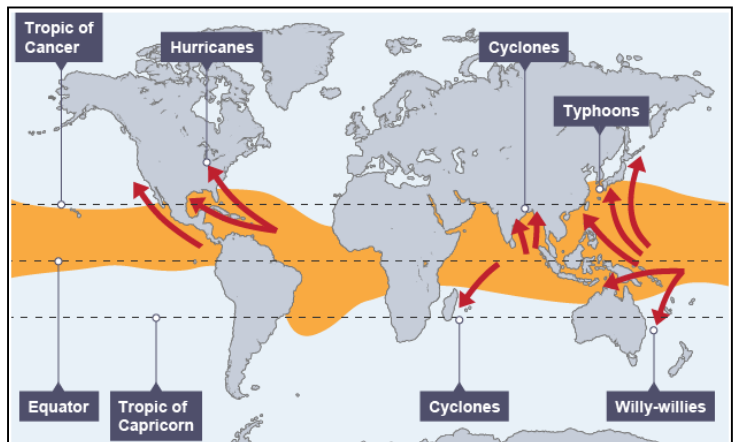 Tropic of
Cancer
Hurricanes
Cyclones
Typhoons
Equator
Tropic of
Capricorn
Cyclones
Willy-willies